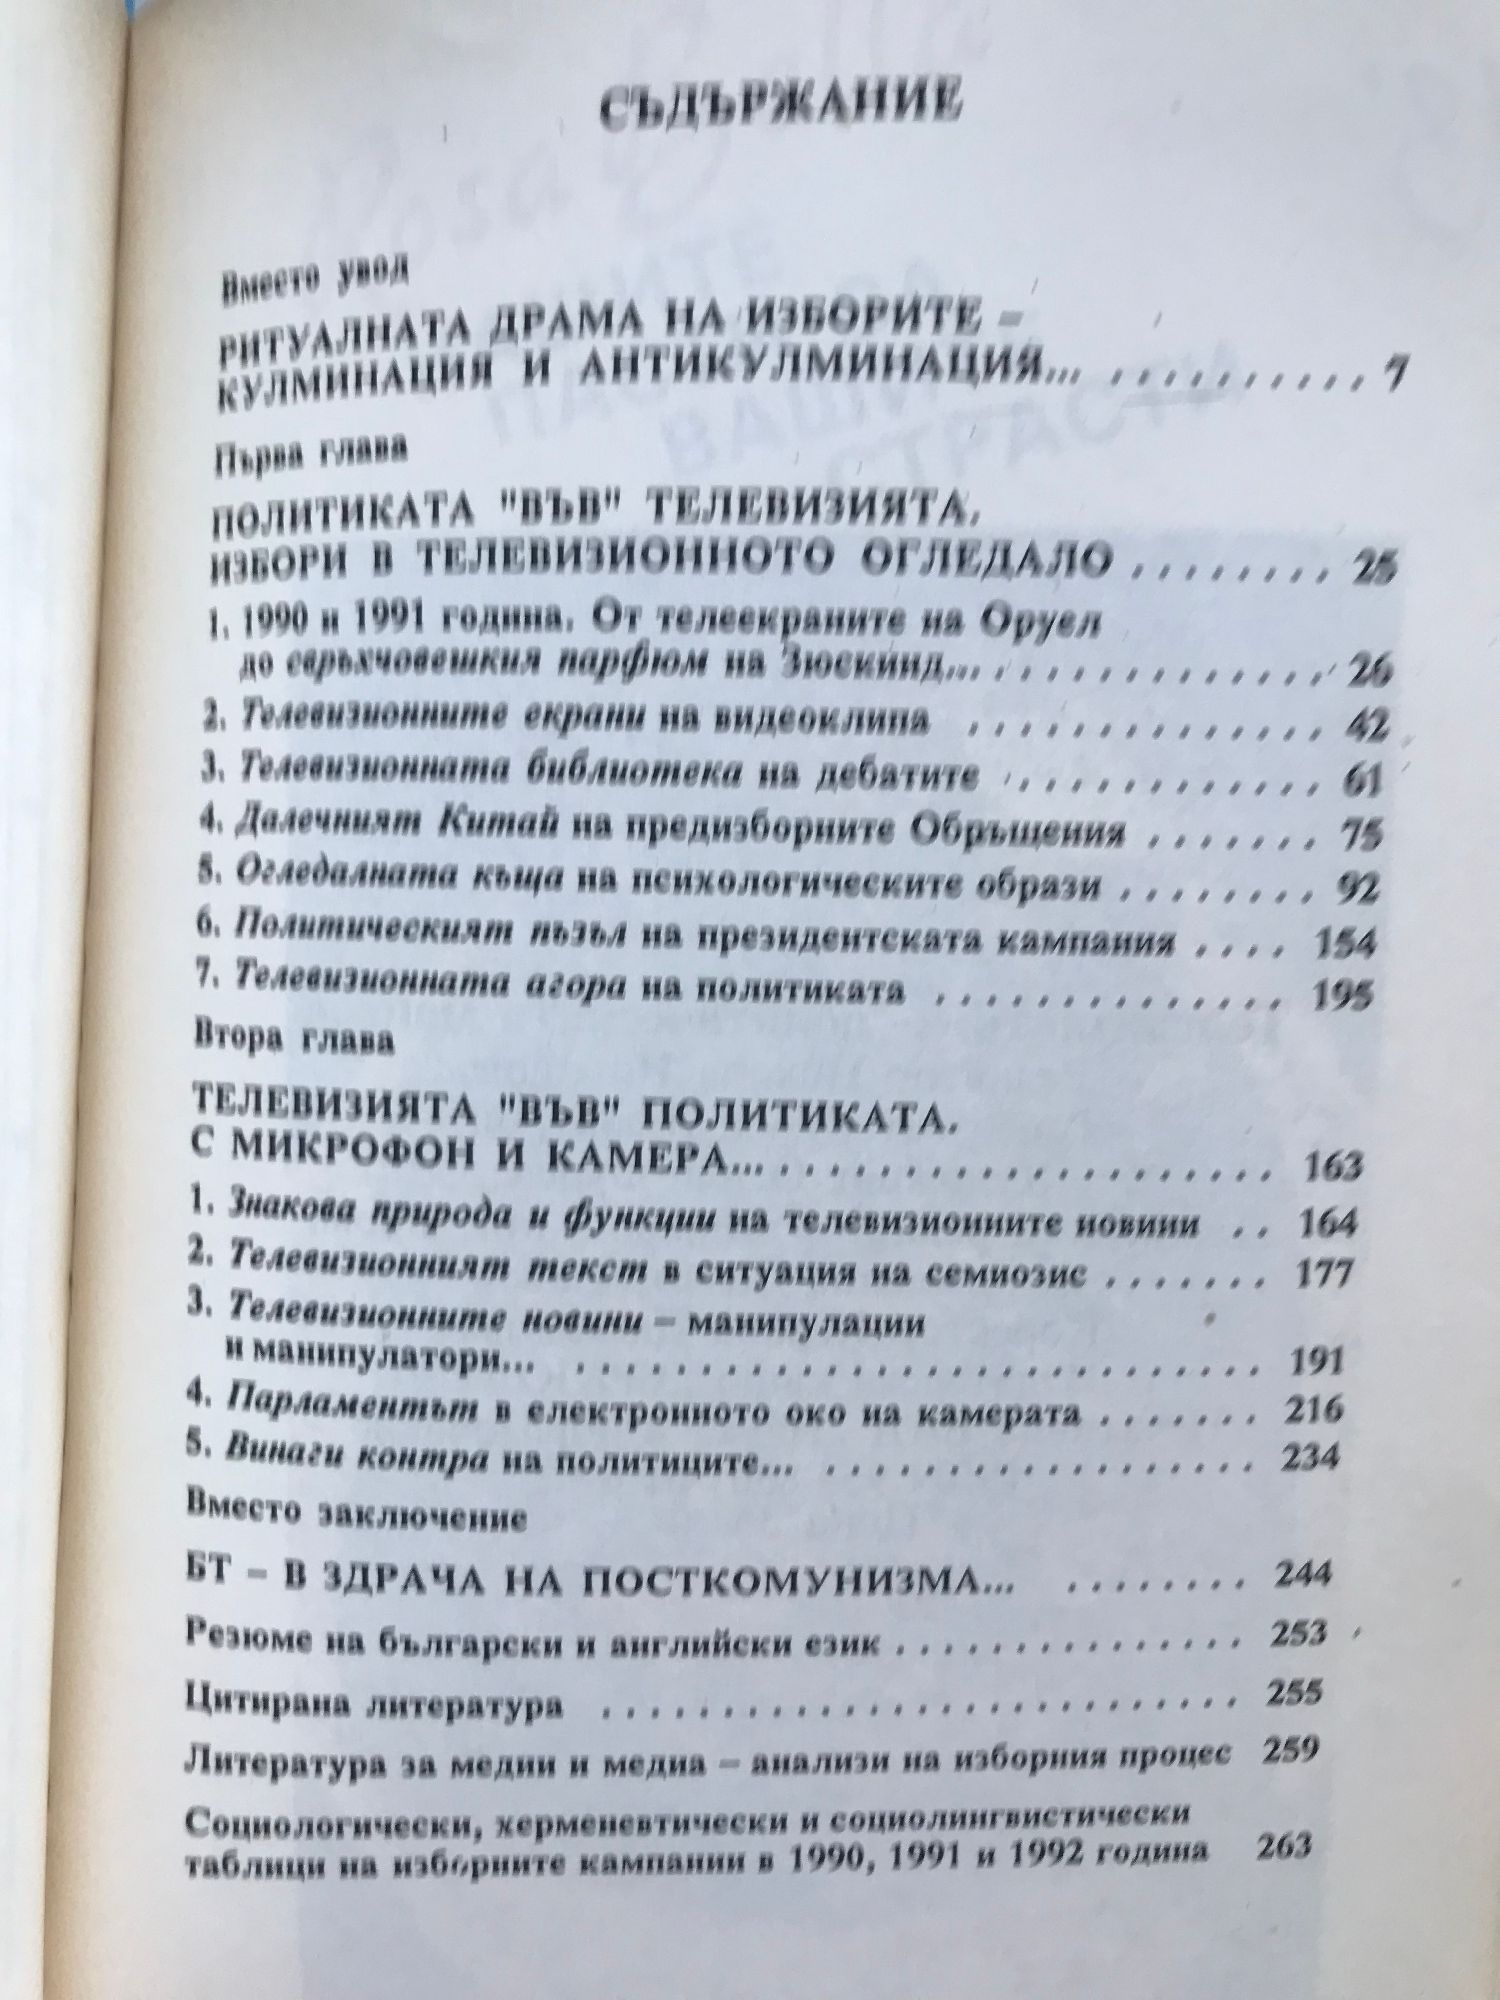 СЪДЪРЖАНИЕ
Вместо увод
РИТУАЛНАТА ДРАМА НА ИЗБОРИТЕ –
КУЛМИНАЦИЯ И АНТИКУЛМИНАЦИЯ... .......... 7
Първа глава
ПОЛИТИКАТА "ВЪВ" ТЕЛЕВИЗИЯТА.
ИЗБОРИ В ТЕЛЕВИЗИОННОТО ОГЛЕДАЛО ........ 25
1. 1990 и 1991 година. От телеекраните на Оруел
до свръхчовешкия парфюм на Зюскинд... ............. 26
2. Телевизионните екрани на видеоклипа .............. 42
3. Телевизионната библиотека на дебатите ............. 61
4. Далечният Китай на предизборните Обръщения ....... 75
5. Огледалната къща на психологическите образи ........ 92
6. Политическият пъзъл на президентската кампания .... 154
7. Телевизионната агора на политиката .............. 195
Втора глава
ТЕЛЕВИЗИЯТА "ВЪВ" ПОЛИТИКАТА.
С МИКРОФОН И КАМЕРА... .................... 163
1. Знакова природа и функции на телевизионните новини .. 164
2. Телевизионният текст в ситуация на семиозис ....... 177
3. Телевизионните новини – манипулации
и манипулатори... ............................ 191
4. Парламентът в електронното око на камерата ....... 216
5. Винаги контра на политиците... .................. 234
Вместо заключение
БТ – В ЗДРАЧА НА ПОСТКОМУНИЗМА... ........ 244
Резюме на български и английски език ............... 253
Цитирана литература ........................... 255
Литература за медии и медиа – анализи на изборния процес 259
Социологически, херменевтически и социолингвистически
таблици на изборните кампании в 1990, 1991 и 1992 година 263